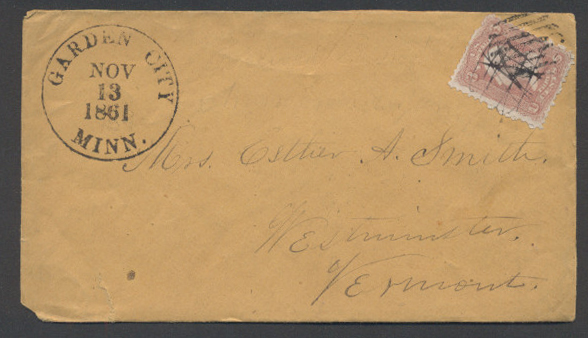 GARDEN CITY
NOV
13
1861
MINN.
Mrs. Esther A. Smith.
Westminster.
Vermont.